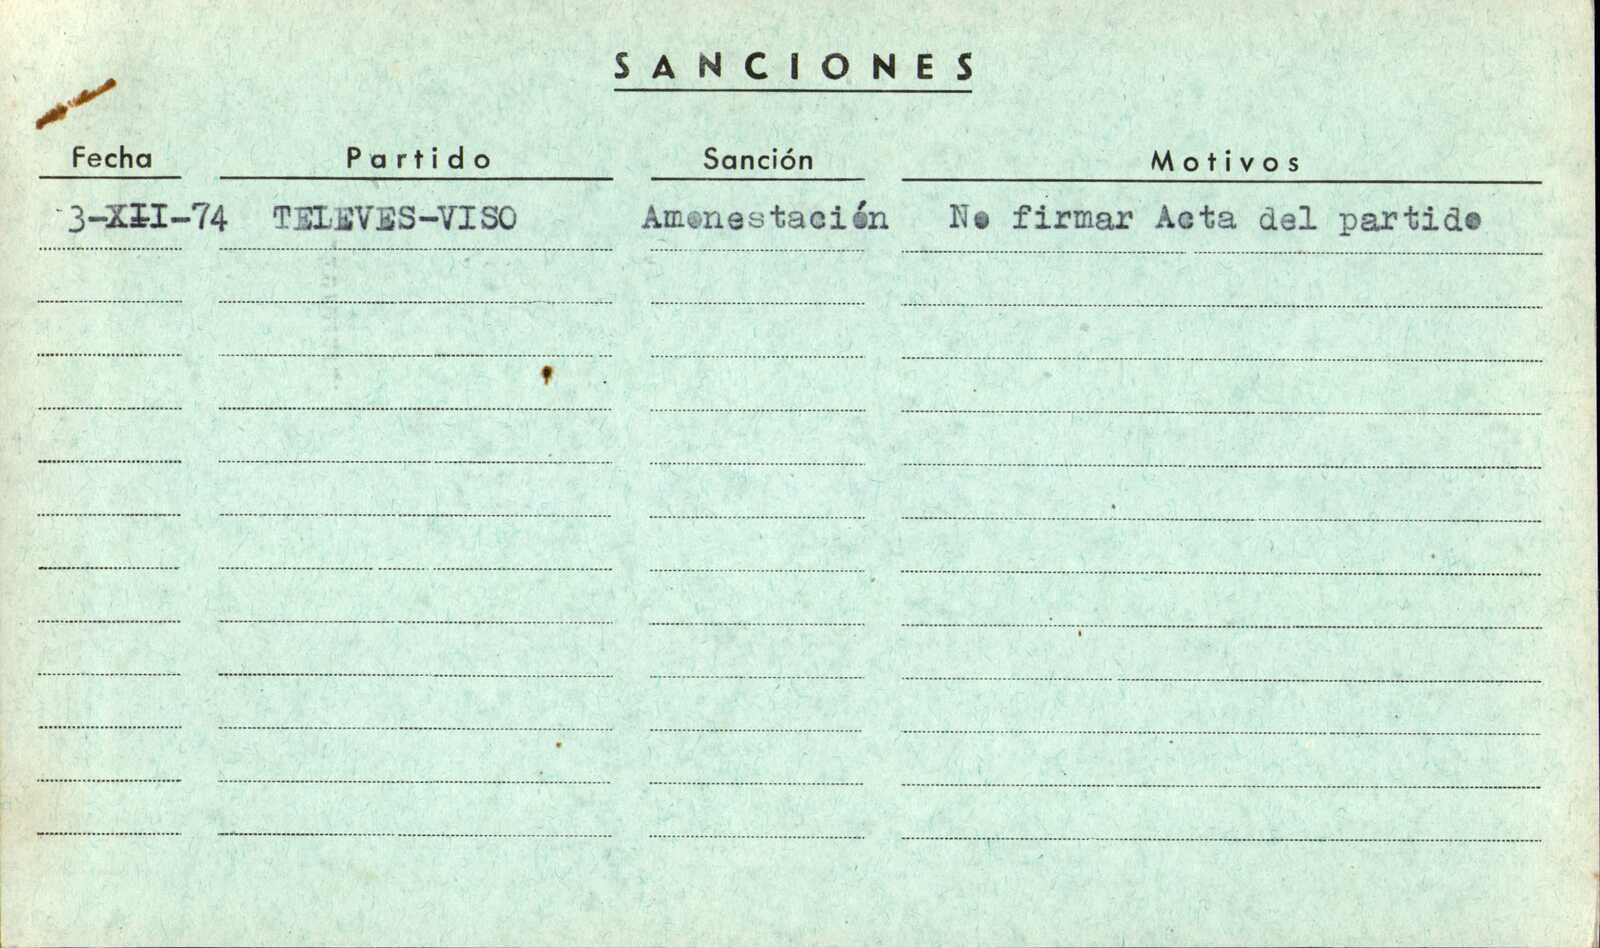 SANCIONES
Fecha Partido Sanción Motivos
3-XII-74 TELEVES-VISO Amonestación No firmar Acta del partido